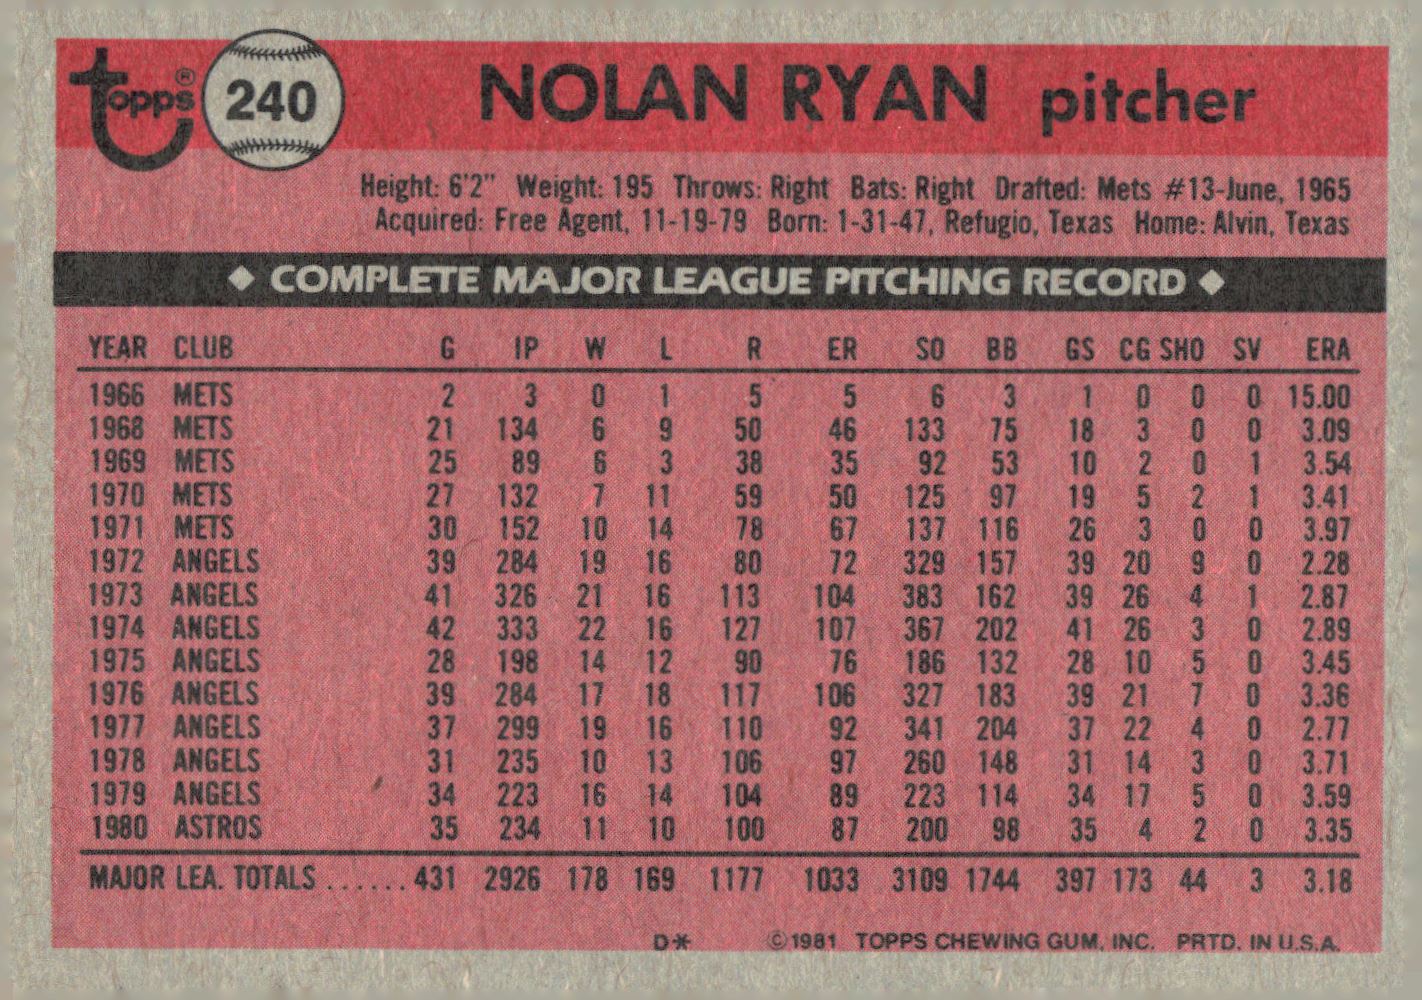 topps® 240 NOLAN RYAN pitcher
Height: 6'2" Weight: 195 Throws: Right Bats: Right Drafted: Mets #13-June, 1965
Acquired: Free Agent, 11-19-79 Born: 1-31-47, Refugio, Texas Home: Alvin, Texas
◆ COMPLETE MAJOR LEAGUE PITCHING RECORD ◆
YEAR CLUB G IP W L R ER SO BB GS CG SHO SV ERA
1966 METS 2 3 0 1 5 5 6 3 1 0 0 0 15.00
1968 METS 21 134 6 9 50 46 133 75 18 3 0 0 3.09
1969 METS 25 89 6 3 38 35 92 53 10 2 0 1 3.54
1970 METS 27 132 7 11 59 50 125 97 19 5 2 1 3.41
1971 METS 30 152 10 14 78 67 137 116 26 3 0 0 3.97
1972 ANGELS 39 284 19 16 80 72 329 157 39 20 9 0 2.28
1973 ANGELS 41 326 21 16 113 104 383 162 39 26 4 1 2.87
1974 ANGELS 42 333 22 16 127 107 367 202 41 26 3 0 2.89
1975 ANGELS 28 198 14 12 90 76 186 132 28 10 5 0 3.45
1976 ANGELS 39 284 17 18 117 106 327 183 39 21 7 0 3.36
1977 ANGELS 37 299 19 16 110 92 341 204 37 22 4 0 2.77
1978 ANGELS 31 235 10 13 106 97 260 148 31 14 3 0 3.71
1979 ANGELS 34 223 16 14 104 89 223 114 34 17 5 0 3.59
1980 ASTROS 35 234 11 10 100 87 200 98 35 4 2 0 3.35
MAJOR LEA. TOTALS ...... 431 2926 178 169 1177 1033 3109 1744 397 173 44 3 3.18
D* ©1981 TOPPS CHEWING GUM, INC. PRTD. IN U.S.A.